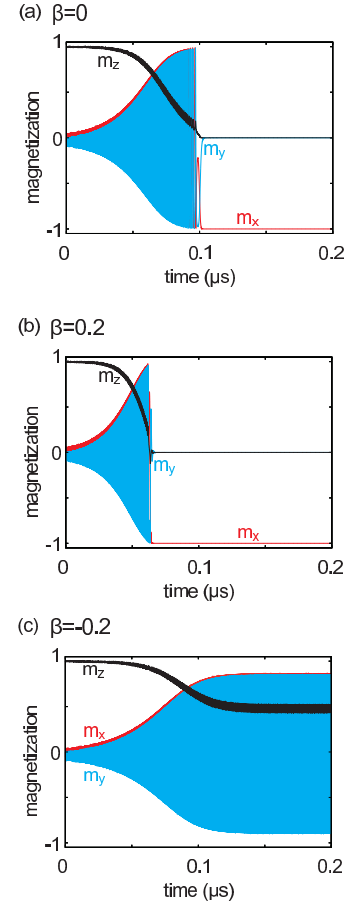 (a) β=0
1
m_z
magnetization
0
m_y
m_x
-1
0
0.1
0.2
time (μs)
(b) β=0.2
1
m_z
magnetization
0
m_y
m_x
-1
0
0.1
0.2
time (μs)
(c) β=-0.2
1
m_z
magnetization
m_x
0
m_y
-1
0
0.1
0.2
time (μs)